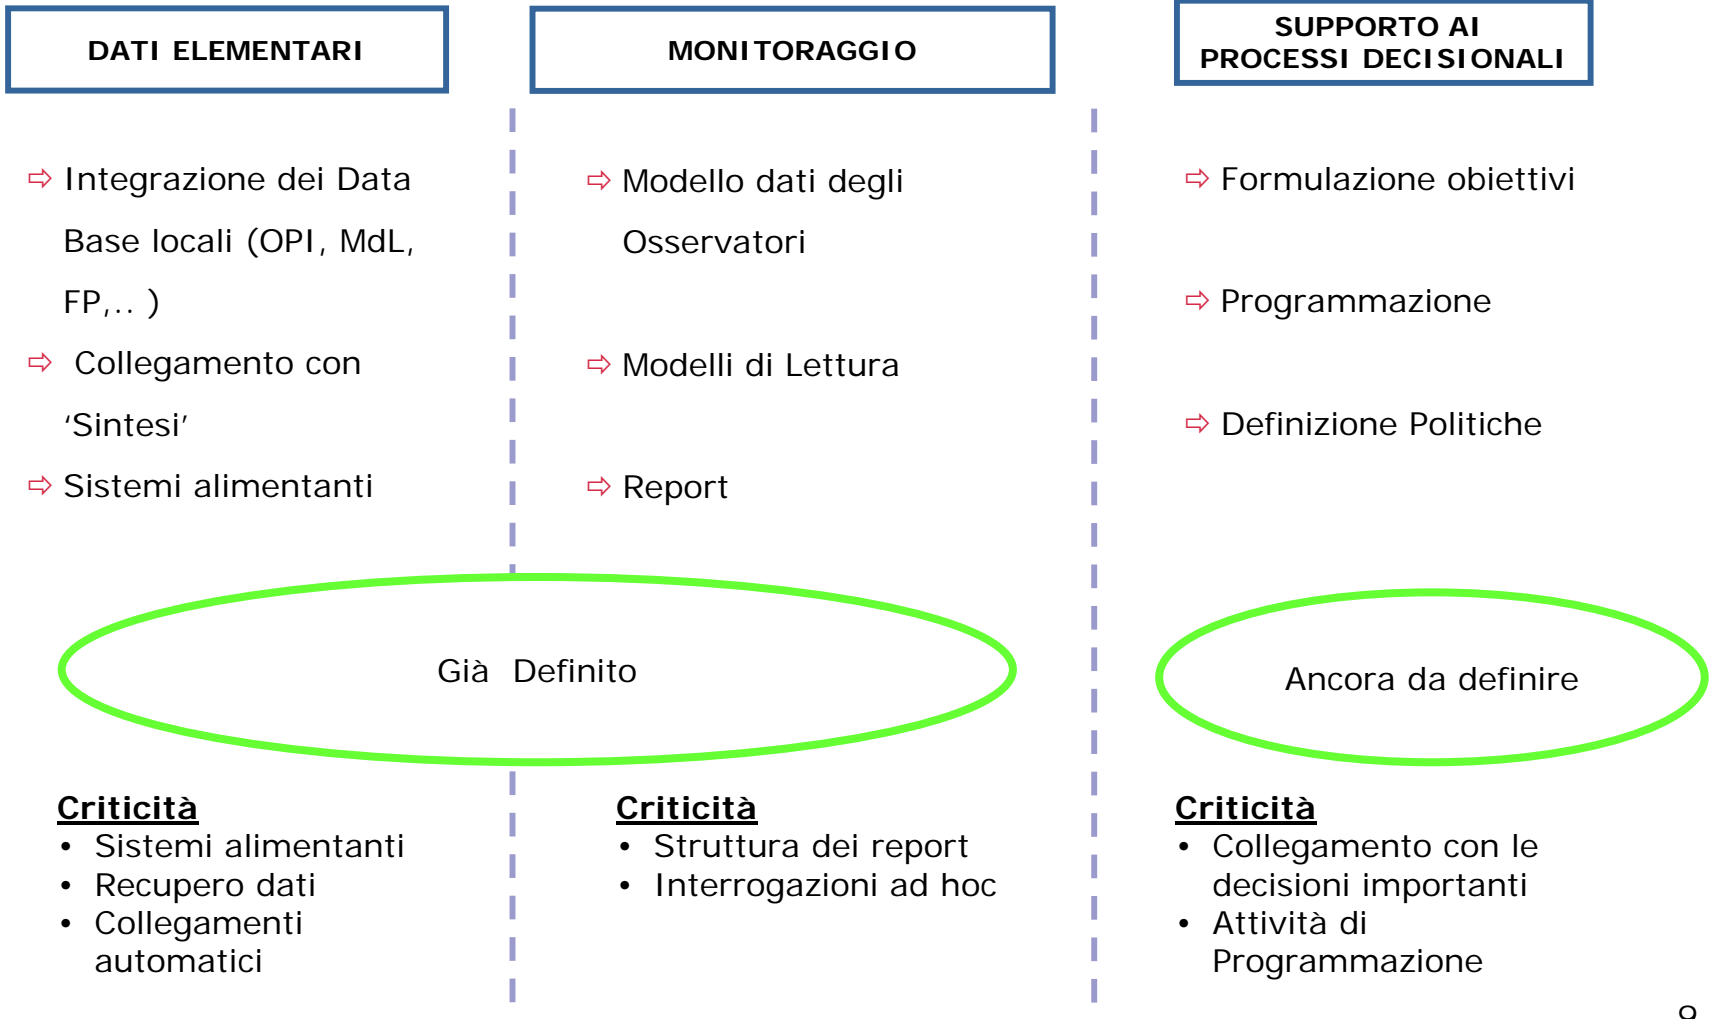 DATI ELEMENTARI
Integrazione dei Data
Base locali (OPI, MdL,
FP,.. )
Collegamento con
‘Sintesi’
Sistemi alimentanti
MONITORAGGIO
Modello dati degli
Osservatori
Modelli di Lettura
Report
SUPPORTO AI
PROCESSI DECISIONALI
Formulazione obiettivi
Programmazione
Definizione Politiche
Già Definito
Ancora da definire
Criticità
• Sistemi alimentanti
• Recupero dati
• Collegamenti
automatici
Criticità
• Struttura dei report
• Interrogazioni ad hoc
Criticità
• Collegamento con le
decisioni importanti
• Attività di
Programmazione
9